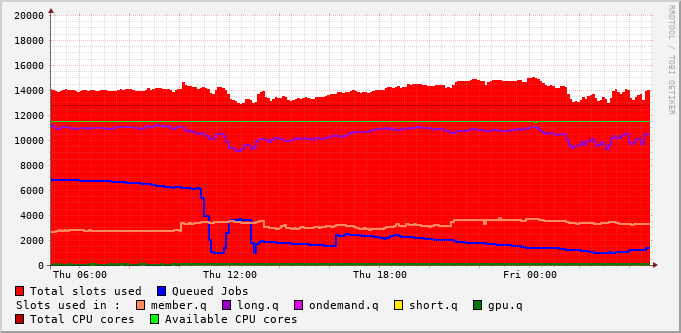 20000
18000
16000
14000
12000
10000
8000
6000
4000
2000
0
Thu 06:00 Thu 12:00 Thu 18:00 Fri 00:00
Total slots used Queued Jobs
Slots used in : member.q long.q ondemand.q short.q gpu.q
Total CPU cores Available CPU cores
RRDTOOL / TOBI OETIKER